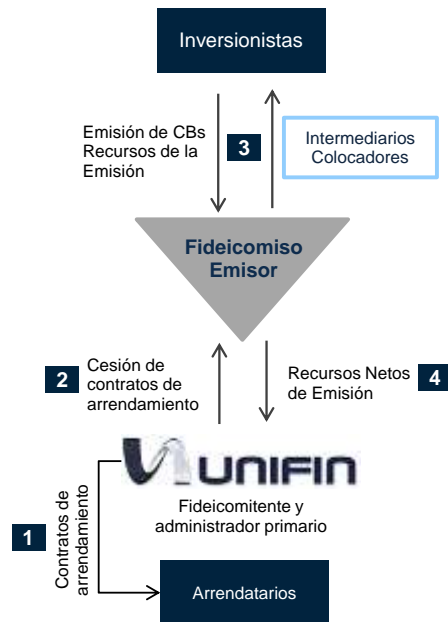 Inversionistas
Emisión de CBs
Recursos de la
Emisión
3
Intermediarios
Colocadores
Fideicomiso
Emisor
2
Cesión de
contratos de
arrendamiento
Recursos Netos
de Emisión
4
UNIFIN
Fideicomitente y
administrador primario
1
Contratos de
arrendamiento
Arrendatarios